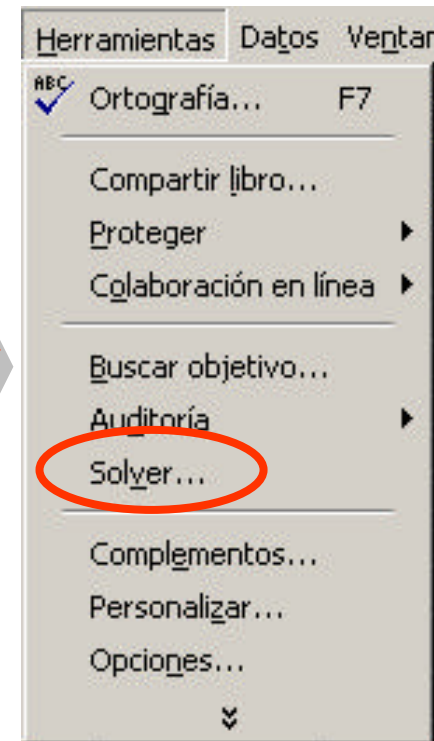 Herramientas Datos Ventar
ABC Ortografía... F7
Compartir libro...
Proteger
Colaboración en línea
Buscar objetivo...
Auditoría
Solver...
Complementos...
Personalizar...
Opciones...